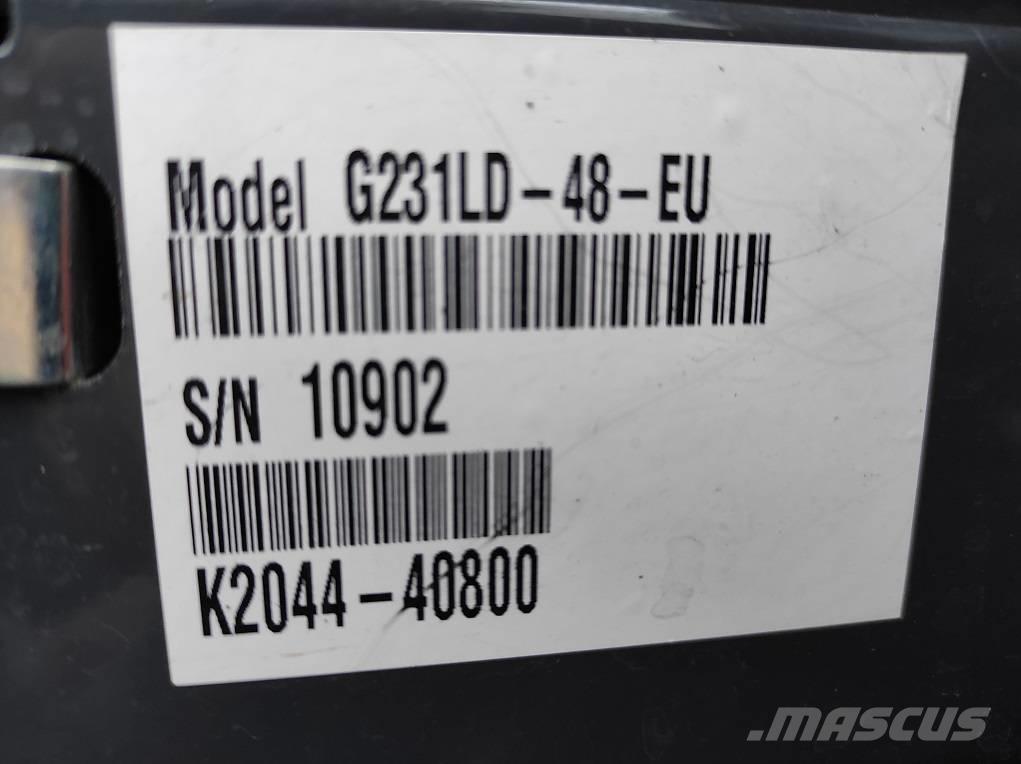 Model G231LD-48-EU
S/N 10902
K2044-40800
MASCUS